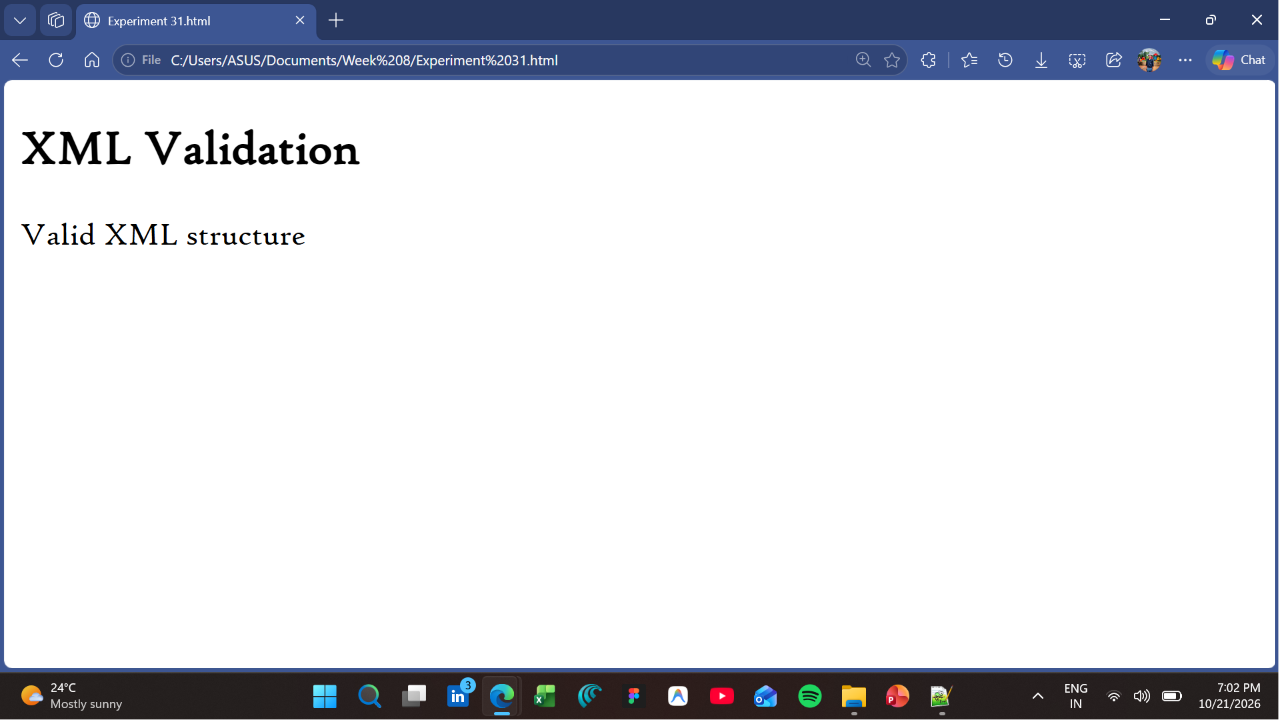 Experiment 31.html
File C:/Users/ASUS/Documents/Week%208/Experiment%2031.html
Chat
XML Validation
Valid XML structure
24°C
Mostly sunny
in
3
ENG
IN
7:02 PM
10/21/2026